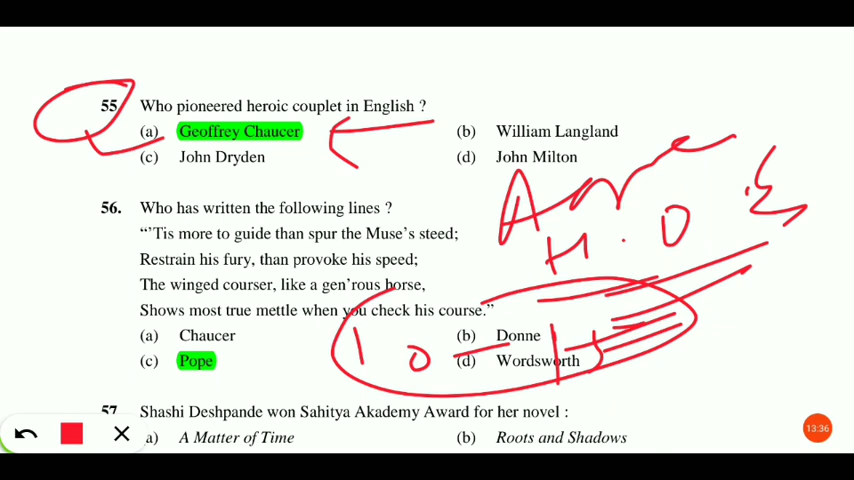 55. Who pioneered heroic couplet in English ?
(a) Geoffrey Chaucer (b) William Langland
(c) John Dryden (d) John Milton
56. Who has written the following lines ?
“’Tis more to guide than spur the Muse’s steed;
Restrain his fury, than provoke his speed;
The winged courser, like a gen’rous horse,
Shows most true mettle when you check his course.”
(a) Chaucer (b) Donne
(c) Pope (d) Wordsworth
57. Shashi Deshpande won Sahitya Akademy Award for her novel :
a) A Matter of Time (b) Roots and Shadows
13:36
H.O
10 - 15